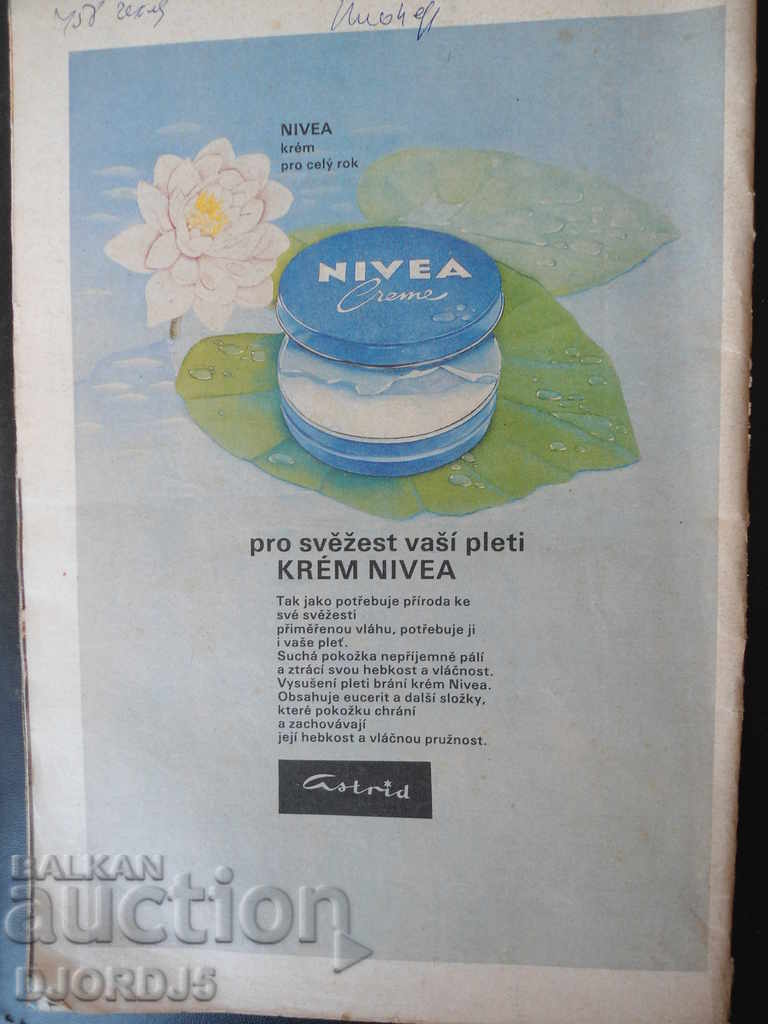 NIVEA
krém
pro celý rok
NIVEA
Creme
pro svěžest vaší pleti
KRÉM NIVEA
Tak jako potřebuje příroda ke
své svěžesti
přiměřenou vláhu, potřebuje ji
i vaše pleť.
Suchá pokožka nepříjemně pálí
a ztrácí svou hebkost a vláčnost.
Vysušení pleti brání krém Nivea.
Obsahuje eucerit a další složky,
které pokožku chrání
a zachovávají
její hebkost a vláčnou pružnost.
Astrid
BALKAN
auction
DJORDJ5